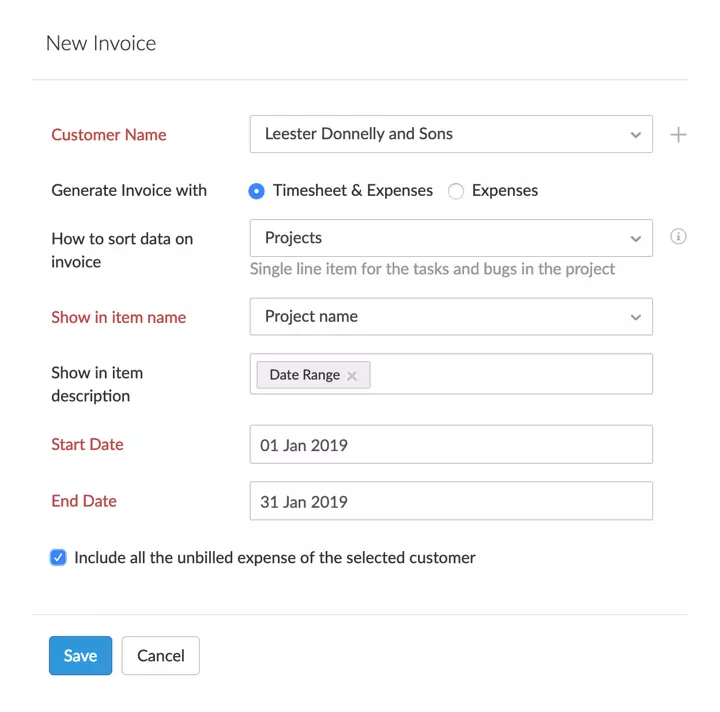 New Invoice
Customer Name
Leester Donnelly and Sons
Generate Invoice with
Timesheet & Expenses
Expenses
How to sort data on
invoice
Projects
Single line item for the tasks and bugs in the project
Show in item name
Project name
Show in item
description
Date Range
Start Date
01 Jan 2019
End Date
31 Jan 2019
Include all the unbilled expense of the selected customer
Save
Cancel